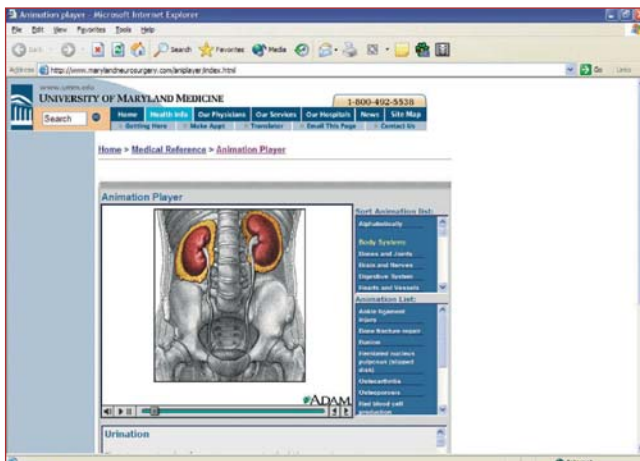 Animation player - Microsoft Internet Explorer
File Edit View Favorites Tools Help
Back Search Favorites Media
Address http://www.marylandneurosurgery.com/aniplayer/index.html Go Links
www.umm.edu
UNIVERSITY OF MARYLAND MEDICINE
1-800-492-5538
Search
Home Health Info Our Physicians Our Services Our Hospitals News Site Map
Getting Here Make Appt. Translator Email This Page Contact Us
Home > Medical Reference > Animation Player
Animation Player
Sort Animation list:
Alphabetically
Body Systems
Bones and Joints
Brain and Nerves
Digestive System
Hearts and Vessels
Animation List:
Ankle ligament
injury
Bone fracture repair
Bunion
Herniated nucleus
pulposus (slipped
disk)
Osteoarthritis
Osteoporosis
Red blood cell
production
ADAM
Urination